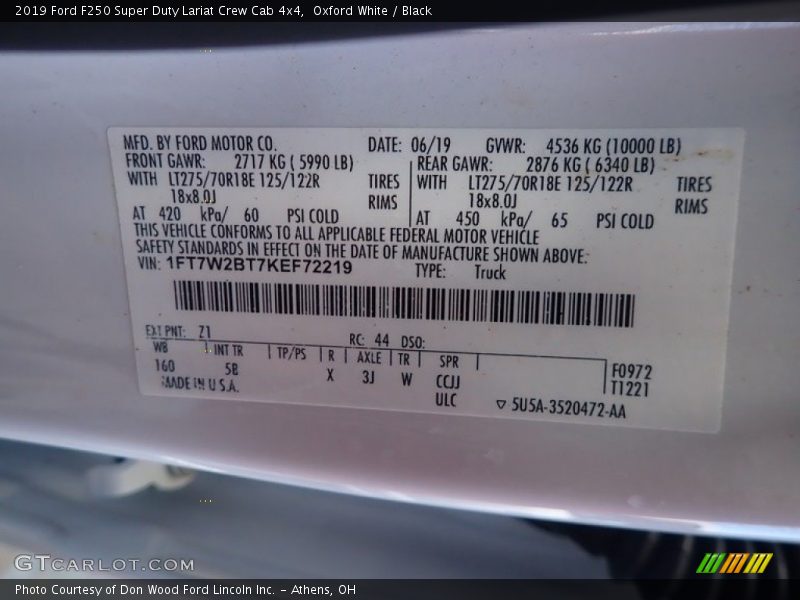 2019 Ford F250 Super Duty Lariat Crew Cab 4x4, Oxford White / Black
MFD. BY FORD MOTOR CO. DATE: 06/19 GVWR: 4536 KG (10000 LB)
FRONT GAWR: 2717 KG ( 5990 LB) REAR GAWR: 2876 KG ( 6340 LB)
WITH LT275/70R18E 125/122R TIRES WITH LT275/70R18E 125/122R TIRES
18x8.0J RIMS 18x8.0J RIMS
AT 420 kPa/ 60 PSI COLD AT 450 kPa/ 65 PSI COLD
THIS VEHICLE CONFORMS TO ALL APPLICABLE FEDERAL MOTOR VEHICLE
SAFETY STANDARDS IN EFFECT ON THE DATE OF MANUFACTURE SHOWN ABOVE.
VIN: 1FT7W2BT7KEF72219 TYPE: Truck
EXT PNT: Z1 RC: 44 DSO:
WB INT TR TP/PS R AXLE TR SPR
160 5B X 3J W CCJJ F0972
MADE IN U.S.A. ULC T1221
▽ 5U5A-3520472-AA
GTCARLOT.COM
Photo Courtesy of Don Wood Ford Lincoln Inc. – Athens, OH